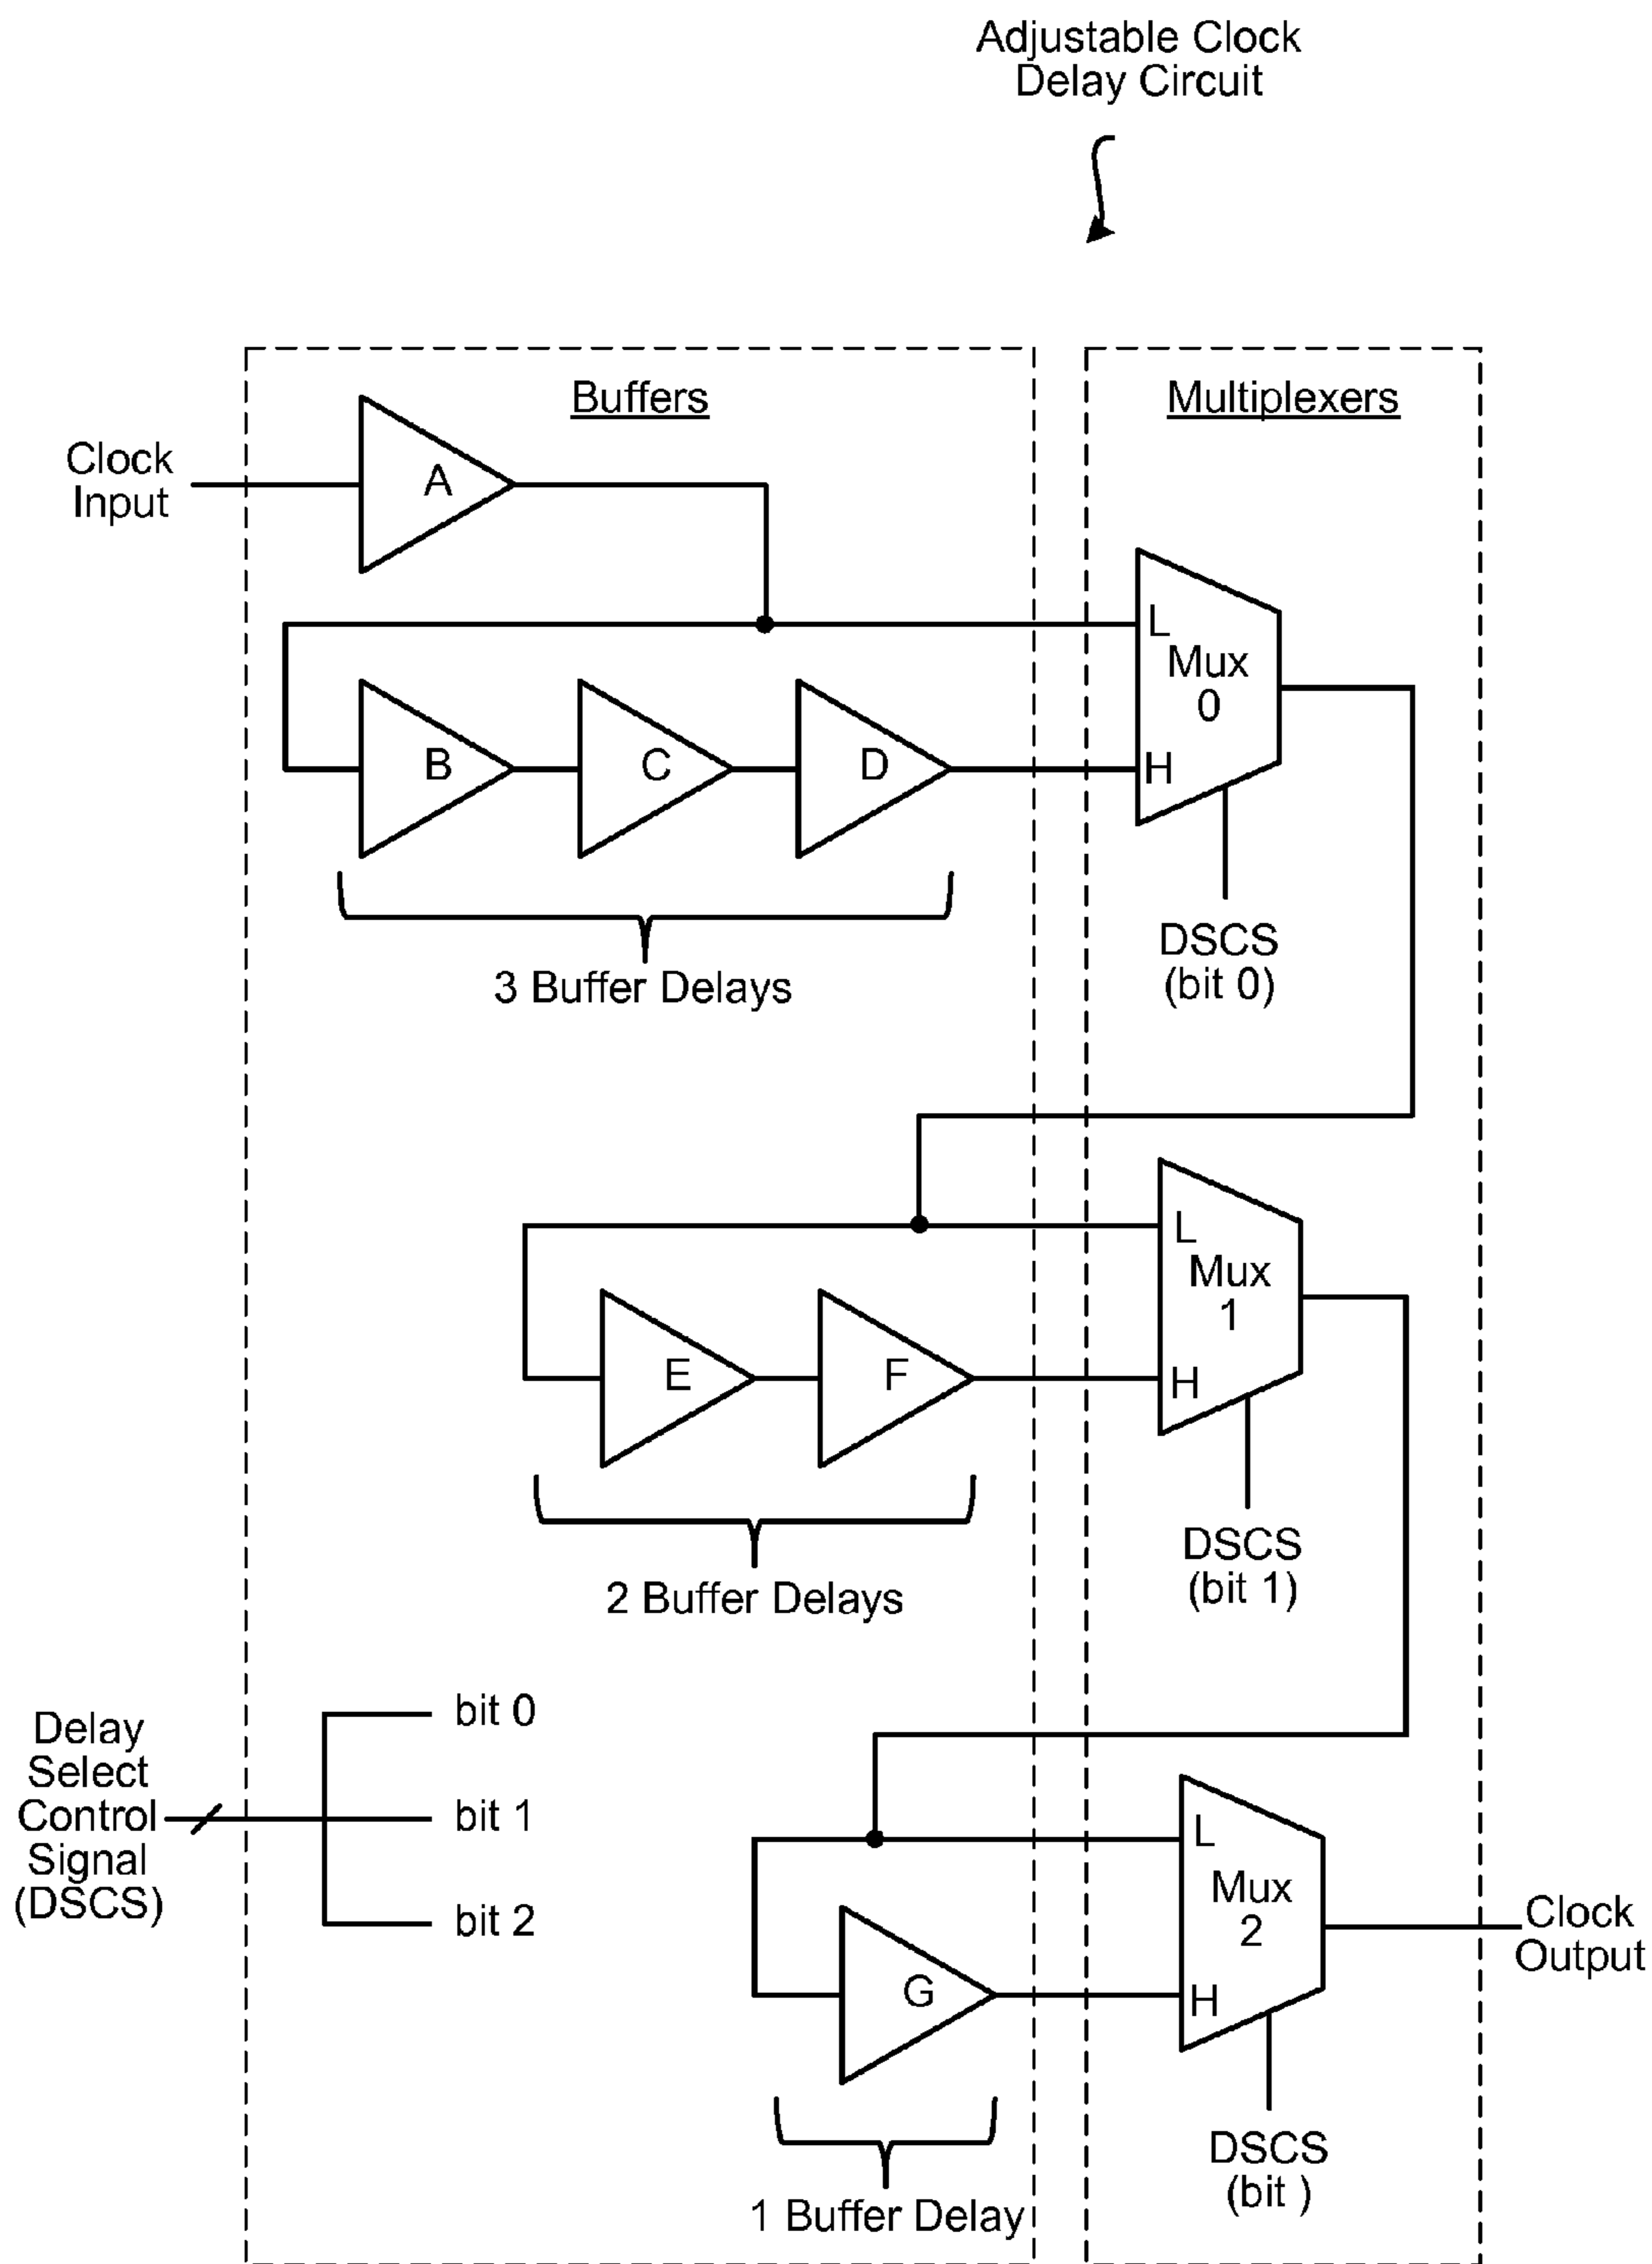 Adjustable Clock
Delay Circuit
Buffers
Multiplexers
Clock
Input
A
L
Mux
0
B
C
D
H
DSCS
(bit 0)
3 Buffer Delays
L
Mux
1
E
F
H
DSCS
(bit 1)
2 Buffer Delays
Delay
Select
Control
Signal
(DSCS)
bit 0
bit 1
bit 2
L
Mux
2
G
H
Clock
Output
DSCS
(bit )
1 Buffer Delay